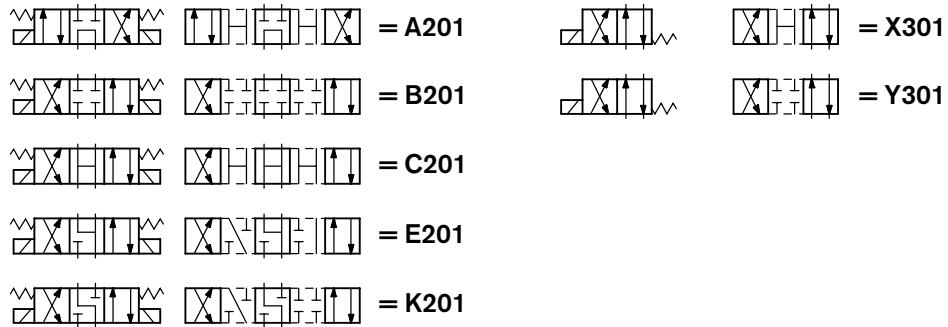 = A201 = X301
= B201 = Y301
= C201
= E201
= K201